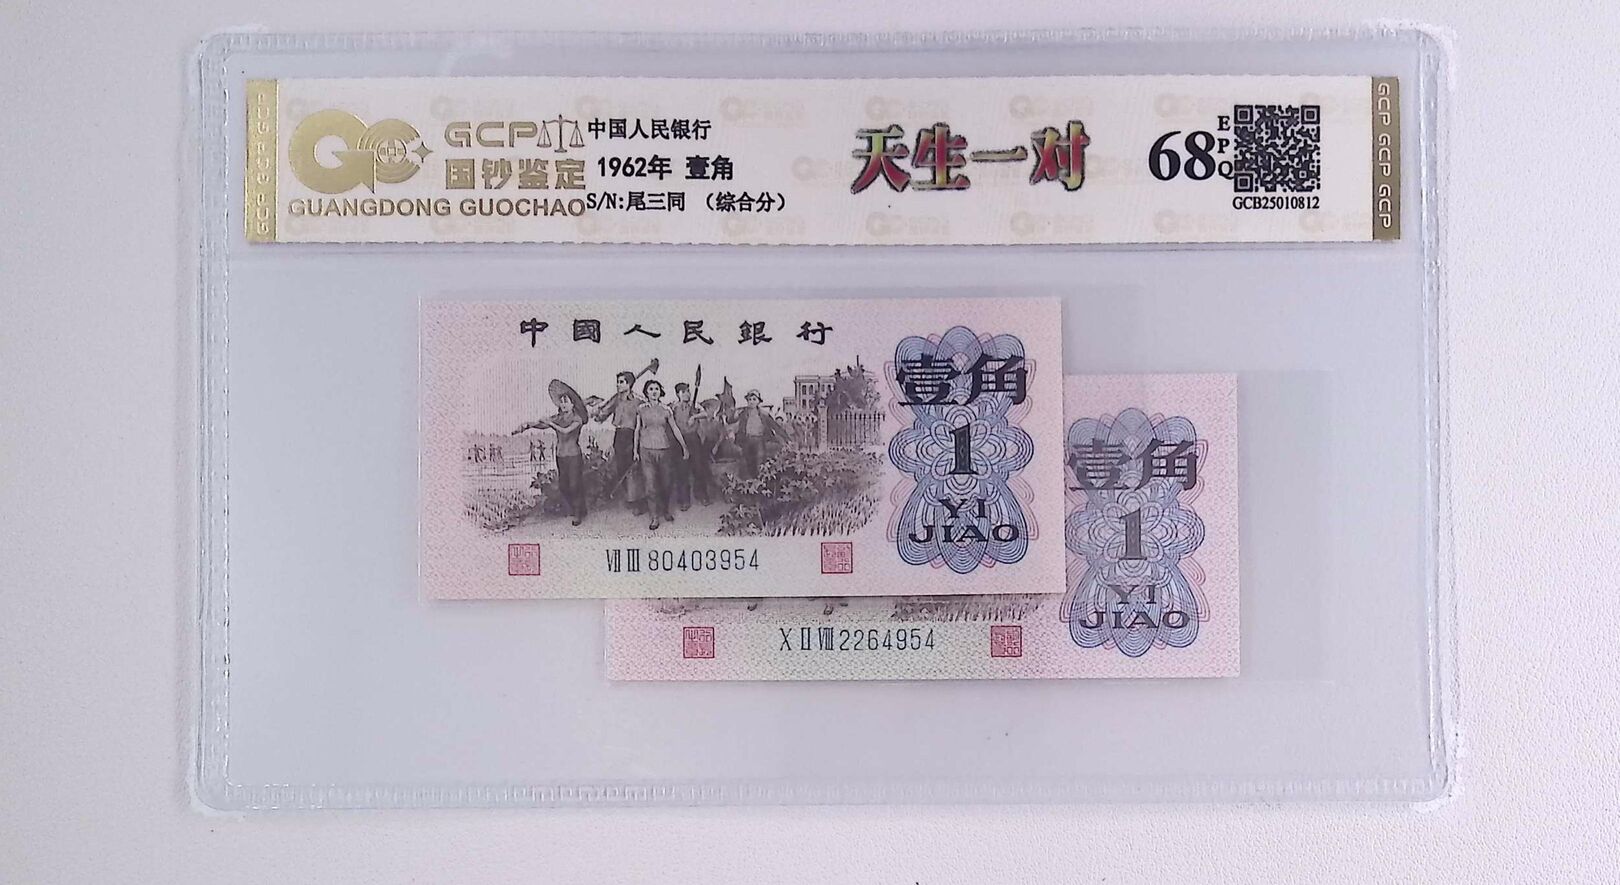 GCP
国钞鉴定
GUANGDONG GUOCHAO
中国人民银行
1962年 壹角
S/N:尾三同 （综合分）
天生一对
68
EPQ
GCB25010812
GCP GCP GCP
中國人民銀行
壹角
1
YI
JIAO
Ⅶ Ⅲ 80403954
壹角
1
YI
JIAO
Ⅹ Ⅱ Ⅷ 2264954